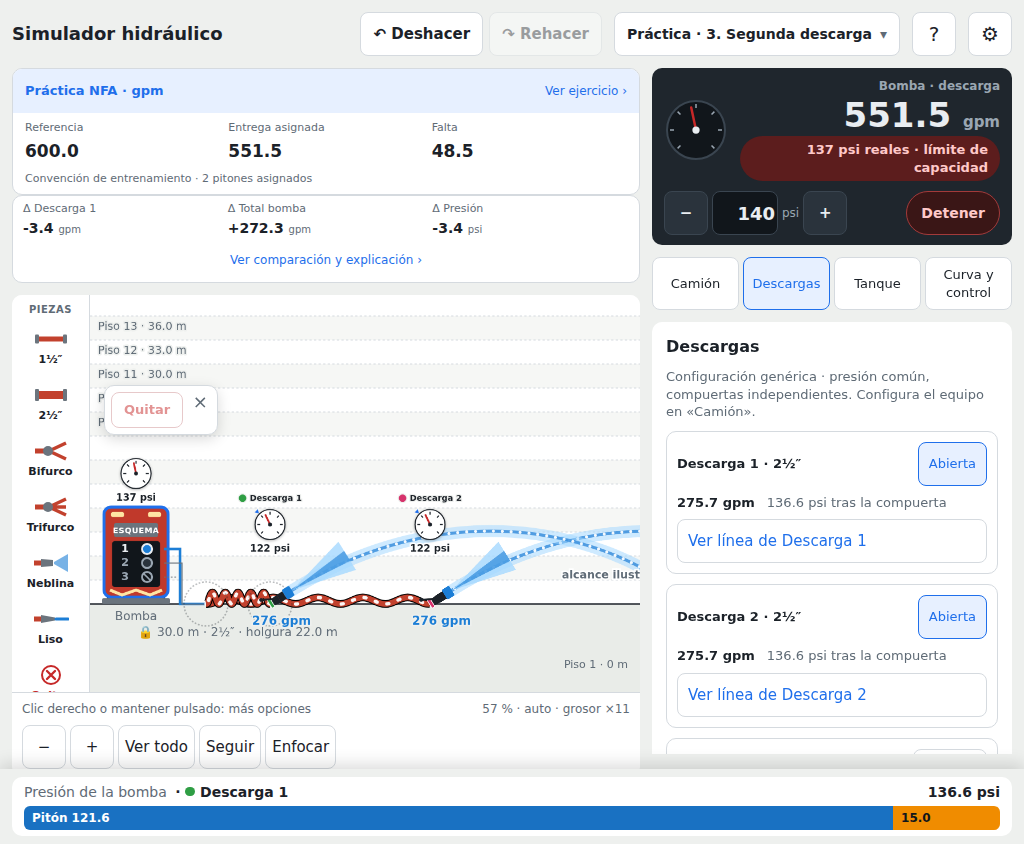 Simulador hidráulico
↶ Deshacer
↷ Rehacer
Práctica · 3. Segunda descarga ▾
?
⚙
Práctica NFA · gpm
Ver ejercicio ›
Referencia
Entrega asignada
Falta
600.0
551.5
48.5
Convención de entrenamiento · 2 pitones asignados
Δ Descarga 1
Δ Total bomba
Δ Presión
-3.4 gpm
+272.3 gpm
-3.4 psi
Ver comparación y explicación ›
PIEZAS
1½″
2½″
Bifurco
Trifurco
Neblina
Liso
Piso 13 · 36.0 m
Piso 12 · 33.0 m
Piso 11 · 30.0 m
Quitar
✕
137 psi
ESQUEMA
1
2
3
Bomba
Descarga 1
122 psi
Descarga 2
122 psi
alcance ilust
276 gpm
276 gpm
🔒 30.0 m · 2½″ · holgura 22.0 m
Piso 1 · 0 m
Clic derecho o mantener pulsado: más opciones
57 % · auto · grosor ×11
−
+
Ver todo
Seguir
Enfocar
Bomba · descarga
551.5 gpm
137 psi reales · límite de
capacidad
−
140 psi
+
Detener
Camión
Descargas
Tanque
Curva y
control
Descargas
Configuración genérica · presión común,
compuertas independientes. Configura el equipo
en «Camión».
Descarga 1 · 2½″
Abierta
275.7 gpm 136.6 psi tras la compuerta
Ver línea de Descarga 1
Descarga 2 · 2½″
Abierta
275.7 gpm 136.6 psi tras la compuerta
Ver línea de Descarga 2
Presión de la bomba · Descarga 1
136.6 psi
Pitón 121.6
15.0